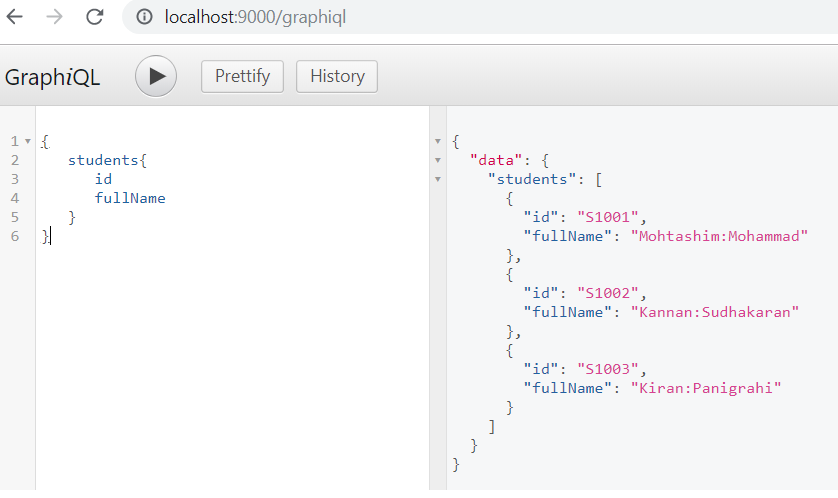 localhost:9000/graphiql
GraphiQL Prettify History
1 {
2 students{
3 id
4 fullName
5 }
6 }
{
"data": {
"students": [
{
"id": "S1001",
"fullName": "Mohtashim:Mohammad"
},
{
"id": "S1002",
"fullName": "Kannan:Sudhakaran"
},
{
"id": "S1003",
"fullName": "Kiran:Panigrahi"
}
]
}
}